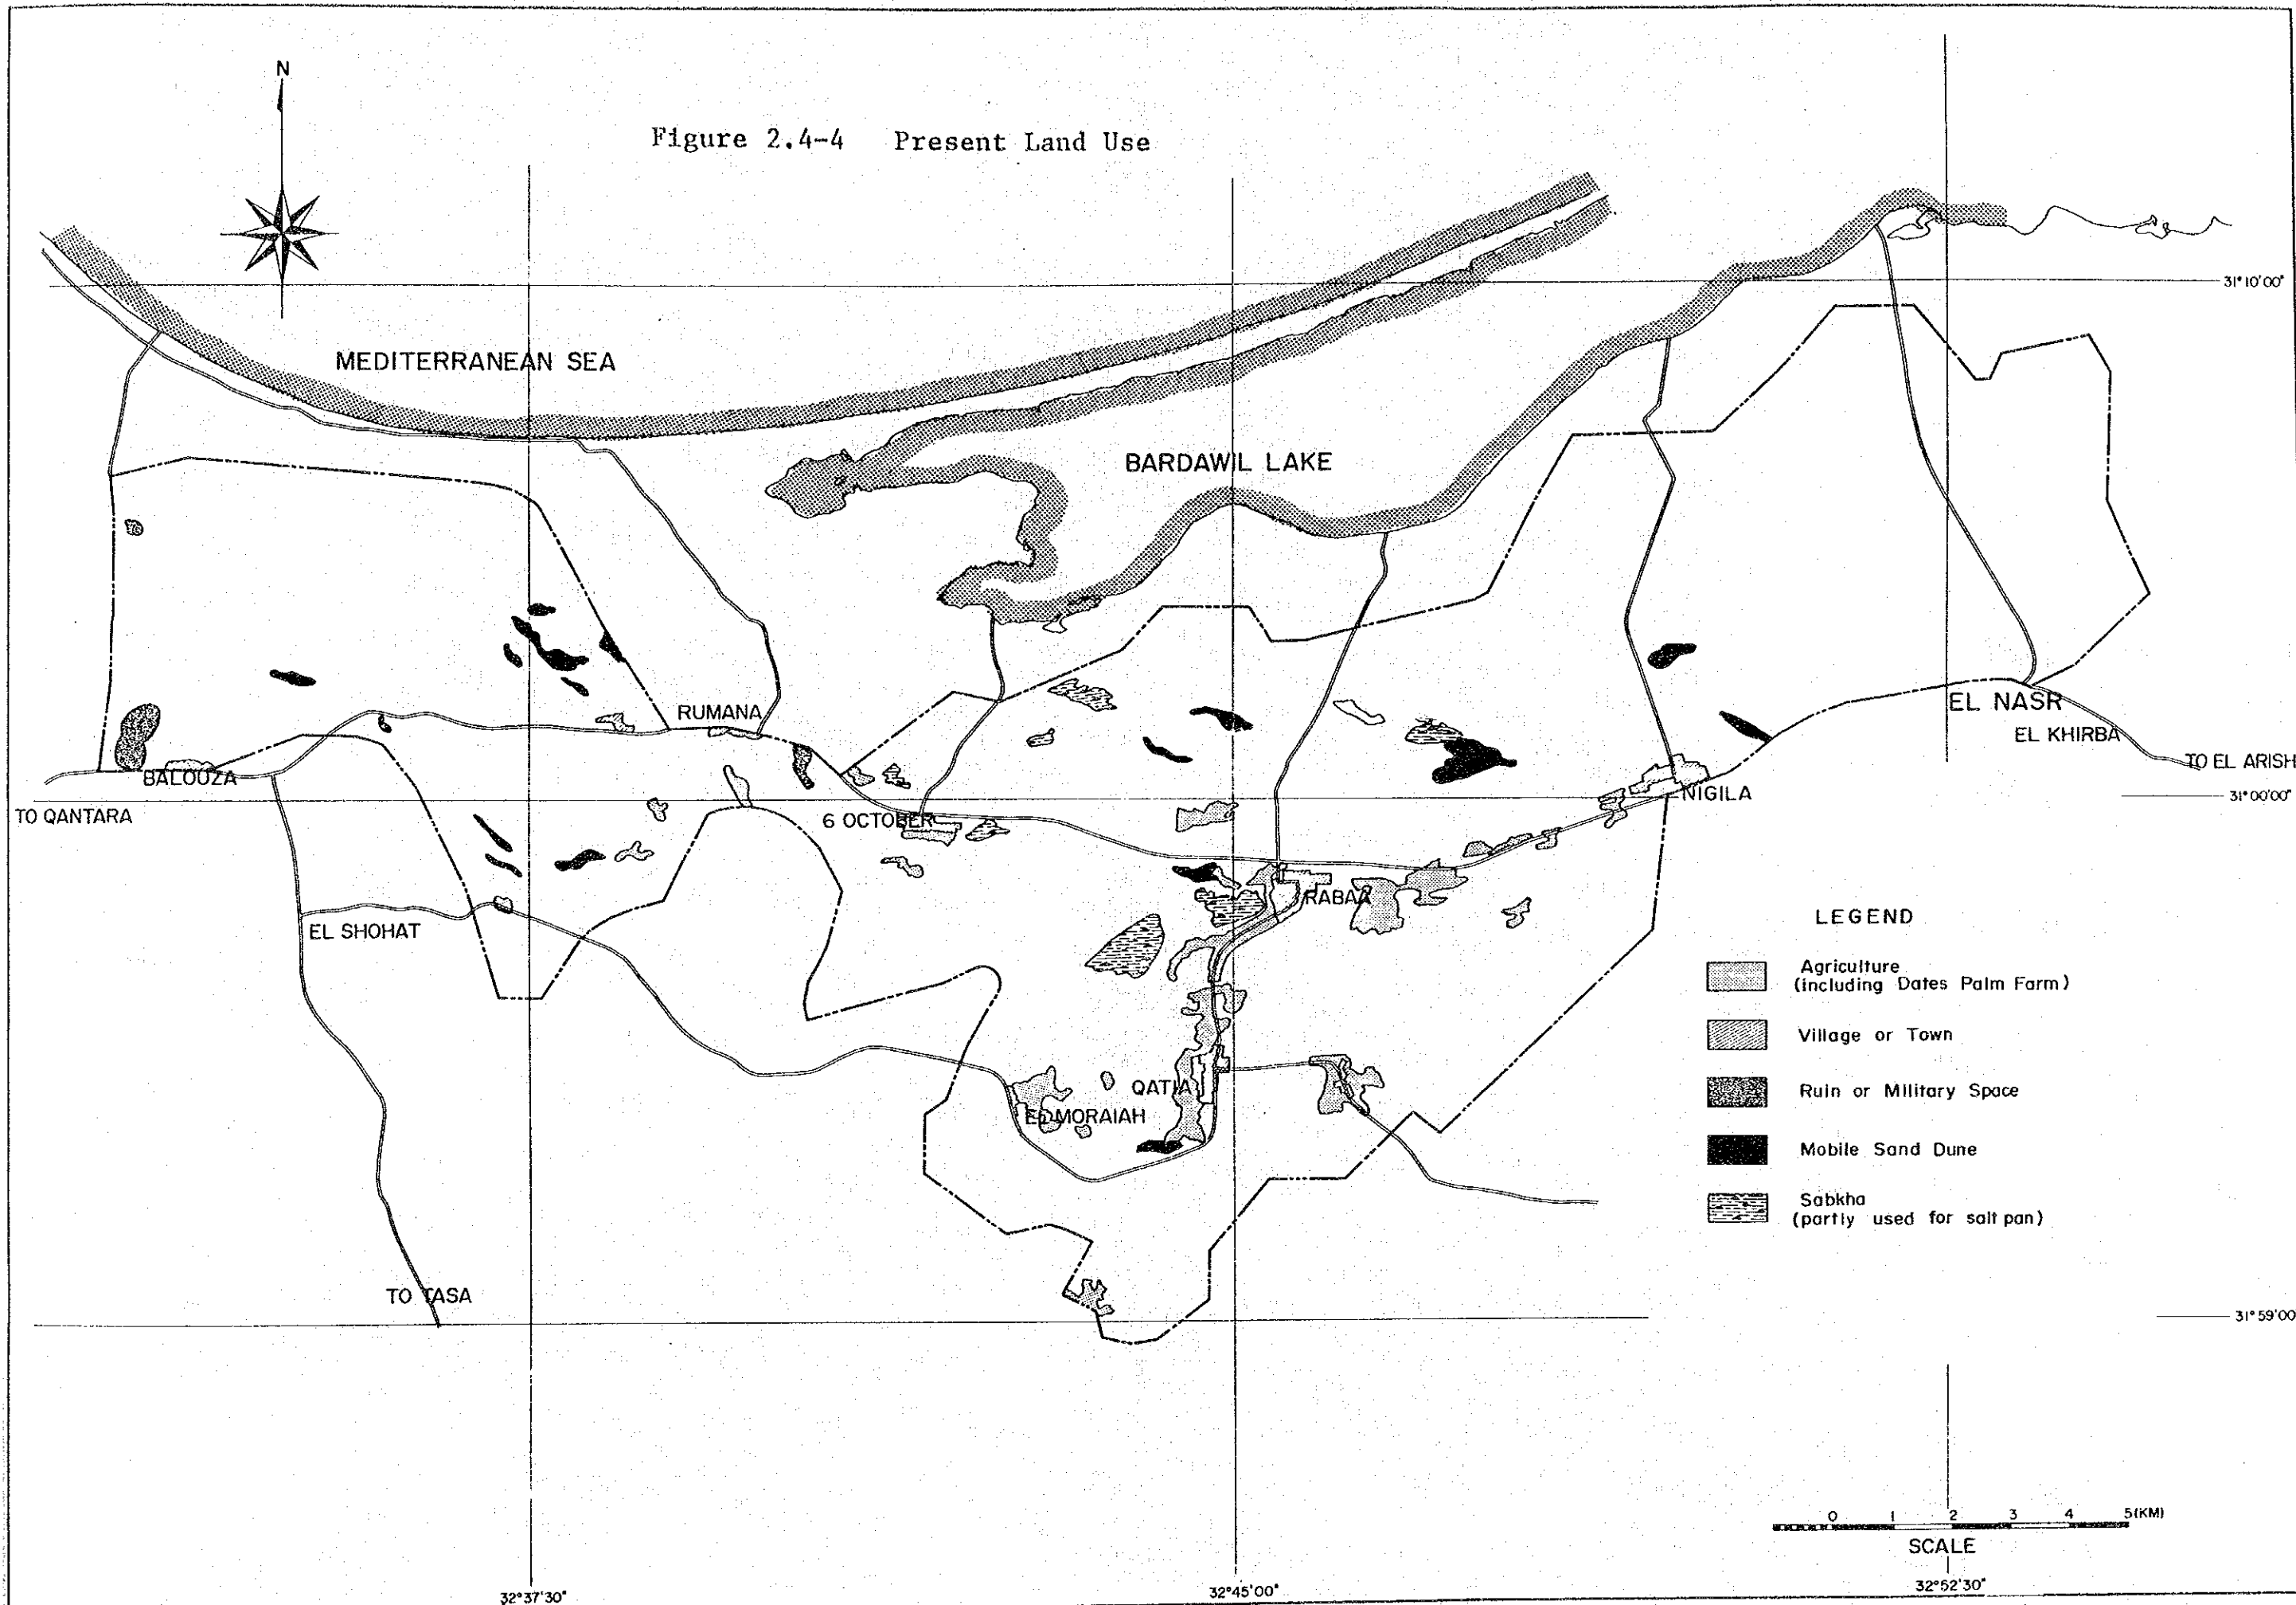 Figure 2.4-4 Present Land Use
N
31°10'00"
MEDITERRANEAN SEA
BARDAWIL LAKE
RUMANA
EL NASR
EL KHIRBA
TO EL ARISH
BALOUZA
NIGILA
31°00'00"
TO QANTARA
6 OCTOBER
RABAA
EL SHOHAT
LEGEND
Agriculture
(including Dates Palm Farm)
Village or Town
QATIA
Ruin or Military Space
EL MORAIAH
Mobile Sand Dune
Sabkha
(partly used for salt pan)
TO TASA
31°59'00
0 1 2 3 4 5(KM)
SCALE
32°37'30"
32°45'00"
32°52'30"